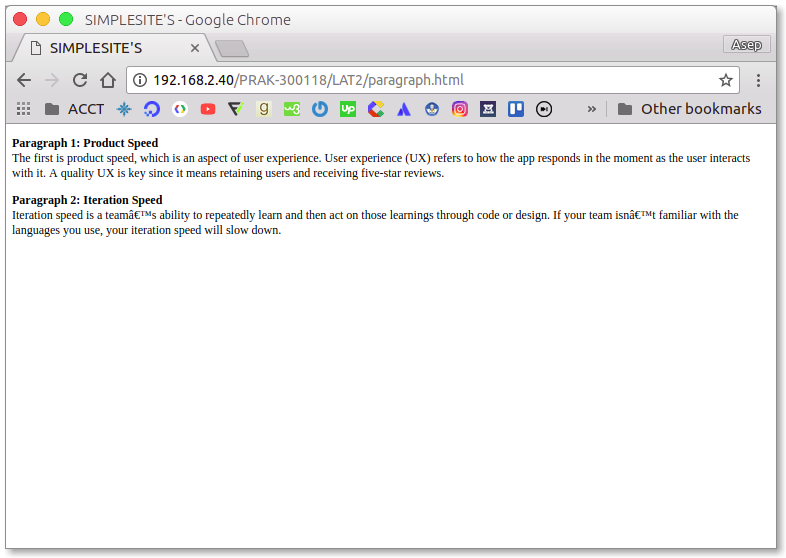 SIMPLESITE'S - Google Chrome
SIMPLESITE'S
Asep
192.168.2.40/PRAK-300118/LAT2/paragraph.html
ACCT
up
g
w3
»
Other bookmarks
Paragraph 1: Product Speed
The first is product speed, which is an aspect of user experience. User experience (UX) refers to how the app responds in the moment as the user interacts
with it. A quality UX is key since it means retaining users and receiving five-star reviews.
Paragraph 2: Iteration Speed
Iteration speed is a teamâ€™s ability to repeatedly learn and then act on those learnings through code or design. If your team isnâ€™t familiar with the
languages you use, your iteration speed will slow down.